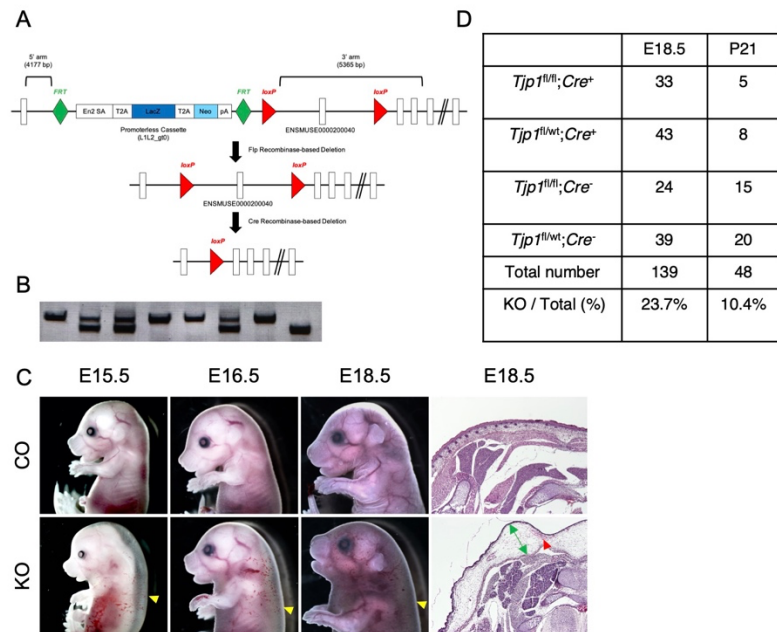 A
5' arm
(4177 bp)
3' arm
(5365 bp)
FRT
FRT
loxP
loxP
En2 SA T2A LacZ T2A Neo pA
Promoterless Cassette
(L1L2_gt0)
ENSMUSE0000200040
Flp Recombinase-based Deletion
loxP
loxP
ENSMUSE0000200040
Cre Recombinase-based Deletion
loxP
B
C
E15.5 E16.5 E18.5 E18.5
CO
KO
D
E18.5 P21
Tjp1fl/fl;Cre+ 33 5
Tjp1fl/wt;Cre+ 43 8
Tjp1fl/fl;Cre- 24 15
Tjp1fl/wt;Cre- 39 20
Total number 139 48
KO / Total (%) 23.7% 10.4%